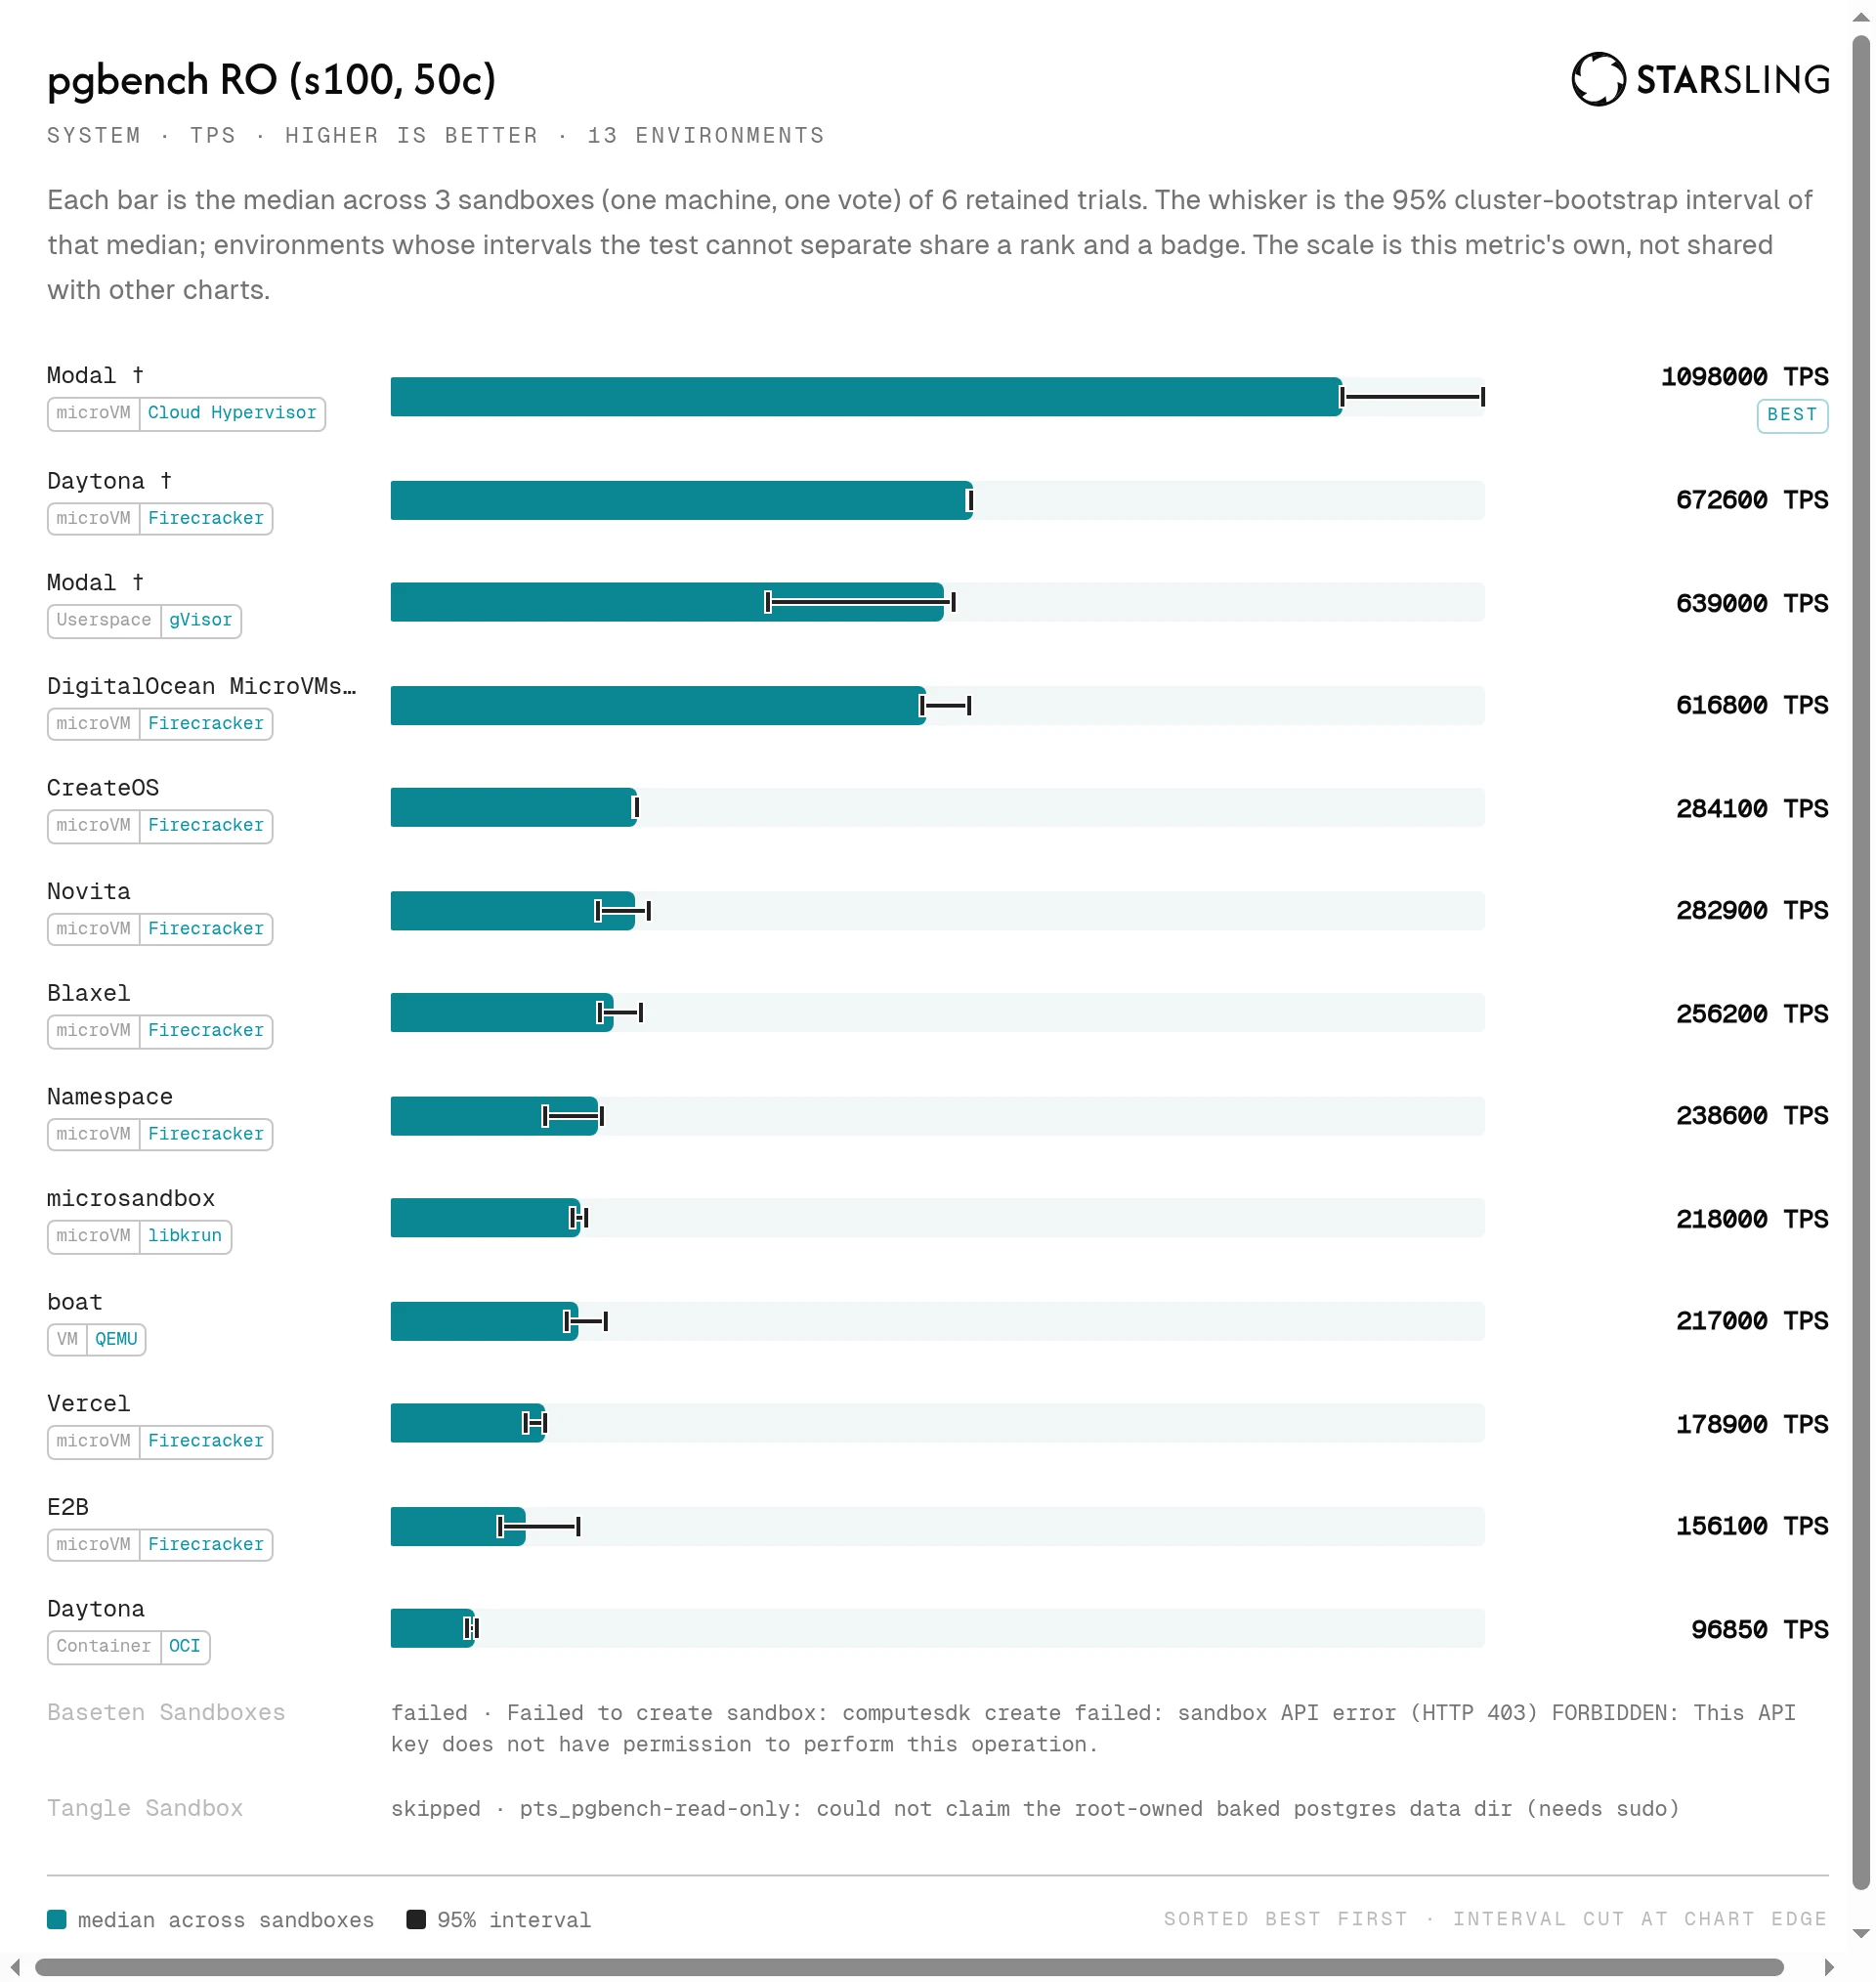 pgbench RO (s100, 50c)
STARSLING
SYSTEM · TPS · HIGHER IS BETTER · 13 ENVIRONMENTS
Each bar is the median across 3 sandboxes (one machine, one vote) of 6 retained trials. The whisker is the 95% cluster-bootstrap interval of
that median; environments whose intervals the test cannot separate share a rank and a badge. The scale is this metric's own, not shared
with other charts.
Modal †
microVM Cloud Hypervisor
1098000 TPS
BEST
Daytona †
microVM Firecracker
672600 TPS
Modal †
Userspace gVisor
639000 TPS
DigitalOcean MicroVMs…
microVM Firecracker
616800 TPS
CreateOS
microVM Firecracker
284100 TPS
Novita
microVM Firecracker
282900 TPS
Blaxel
microVM Firecracker
256200 TPS
Namespace
microVM Firecracker
238600 TPS
microsandbox
microVM libkrun
218000 TPS
boat
VM QEMU
217000 TPS
Vercel
microVM Firecracker
178900 TPS
E2B
microVM Firecracker
156100 TPS
Daytona
Container OCI
96850 TPS
Baseten Sandboxes
failed · Failed to create sandbox: computesdk create failed: sandbox API error (HTTP 403) FORBIDDEN: This API
key does not have permission to perform this operation.
Tangle Sandbox
skipped · pts_pgbench-read-only: could not claim the root-owned baked postgres data dir (needs sudo)
median across sandboxes
95% interval
SORTED BEST FIRST · INTERVAL CUT AT CHART EDGE